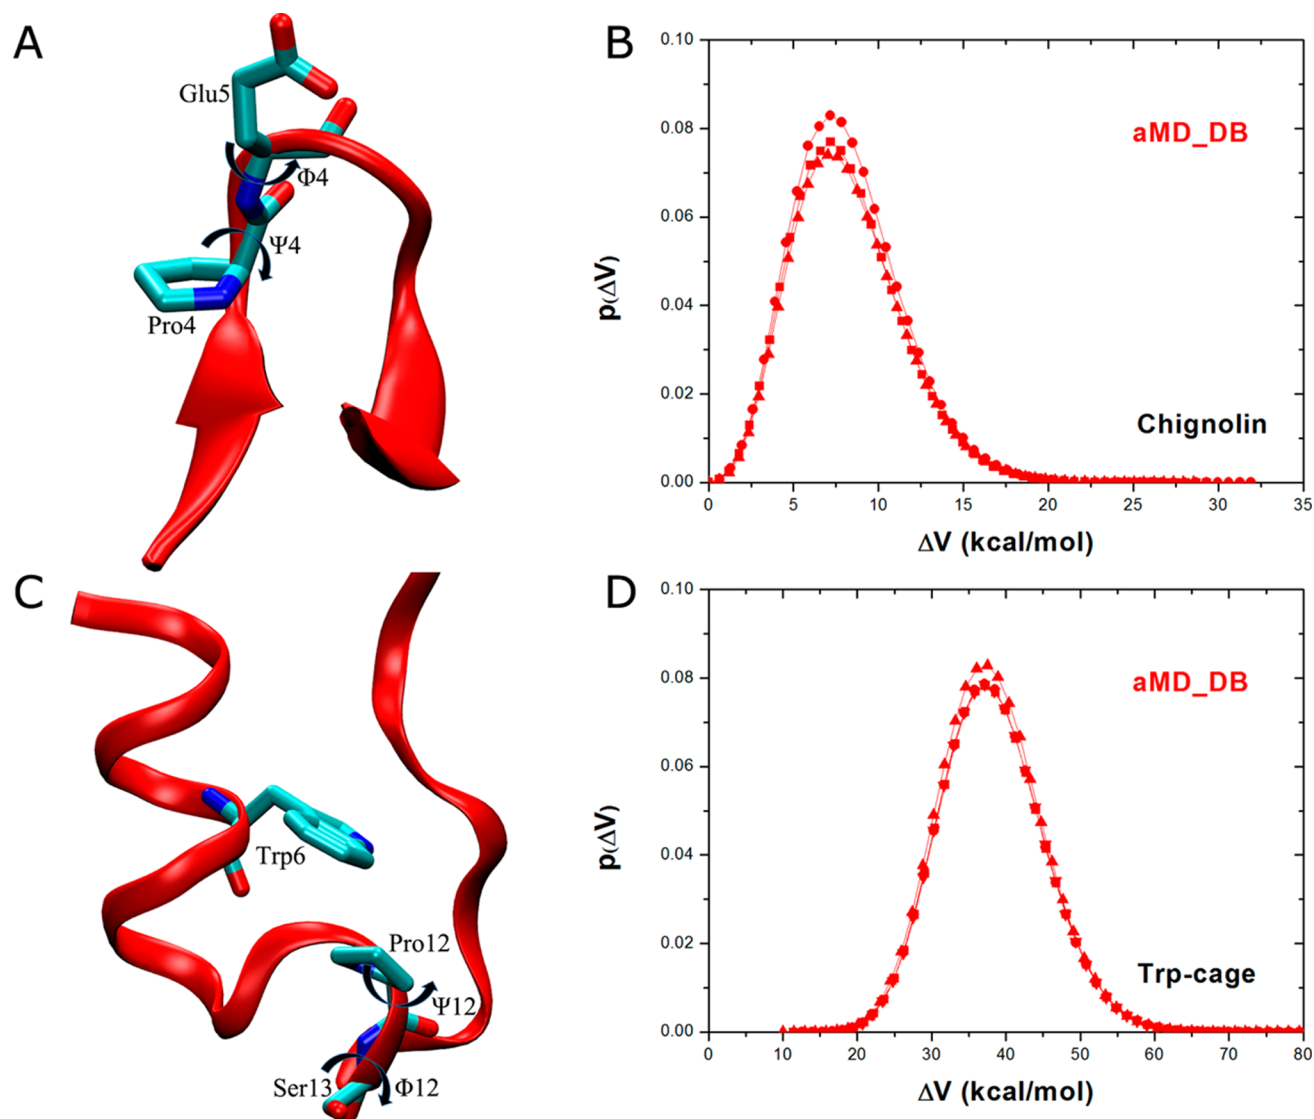 A
Glu5
Φ4
Ψ4
Pro4
B
0.10
0.08
0.06
0.04
0.02
0.00
p(ΔV)
aMD_DB
Chignolin
0 5 10 15 20 25 30 35
ΔV (kcal/mol)
C
Trp6
Pro12
Ψ12
Ser13
Φ12
D
0.10
0.08
0.06
0.04
0.02
0.00
p(ΔV)
aMD_DB
Trp-cage
0 10 20 30 40 50 60 70 80
ΔV (kcal/mol)